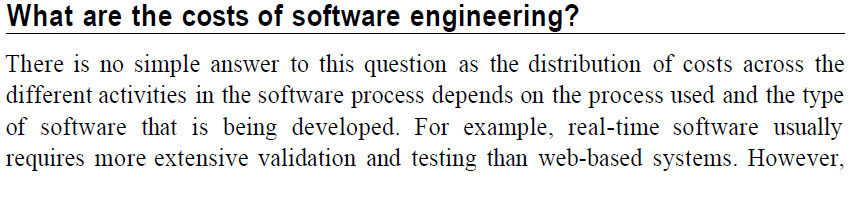 What are the costs of software engineering?
There is no simple answer to this question as the distribution of costs across the
different activities in the software process depends on the process used and the type
of software that is being developed. For example, real-time software usually
requires more extensive validation and testing than web-based systems. However,